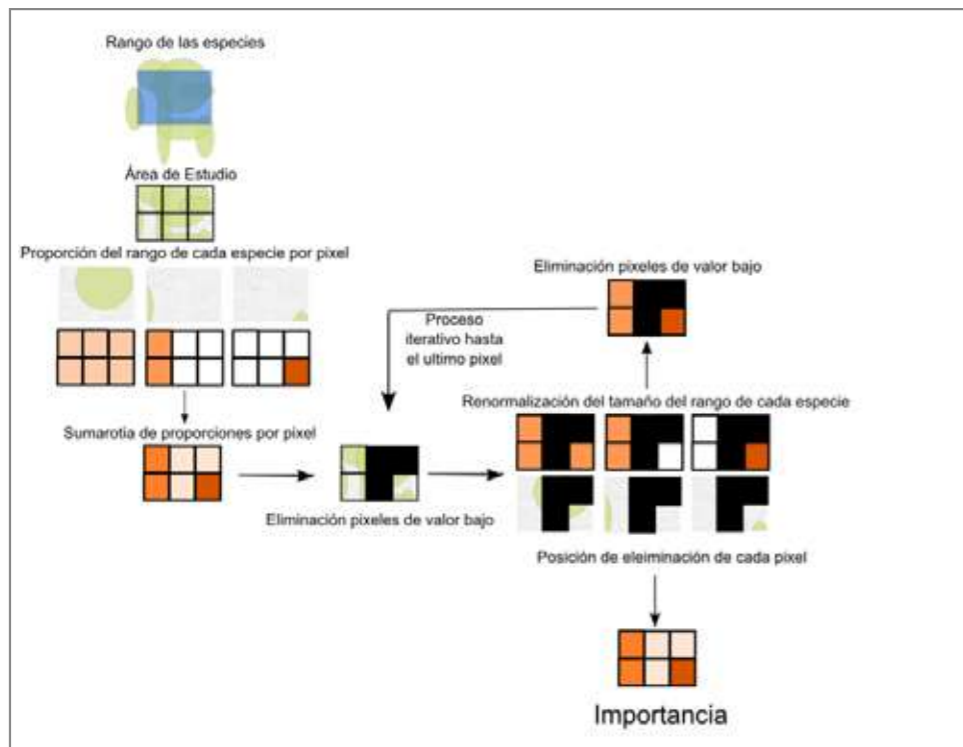 Rango de las especies
Área de Estudio
Proporción del rango de cada especie por pixel
Sumarotia de proporciones por pixel
Eliminación pixeles de valor bajo
Proceso
iterativo hasta
el ultimo pixel
Eliminación pixeles de valor bajo
Renormalización del tamaño del rango de cada especie
Posición de eleiminación de cada pixel
Importancia